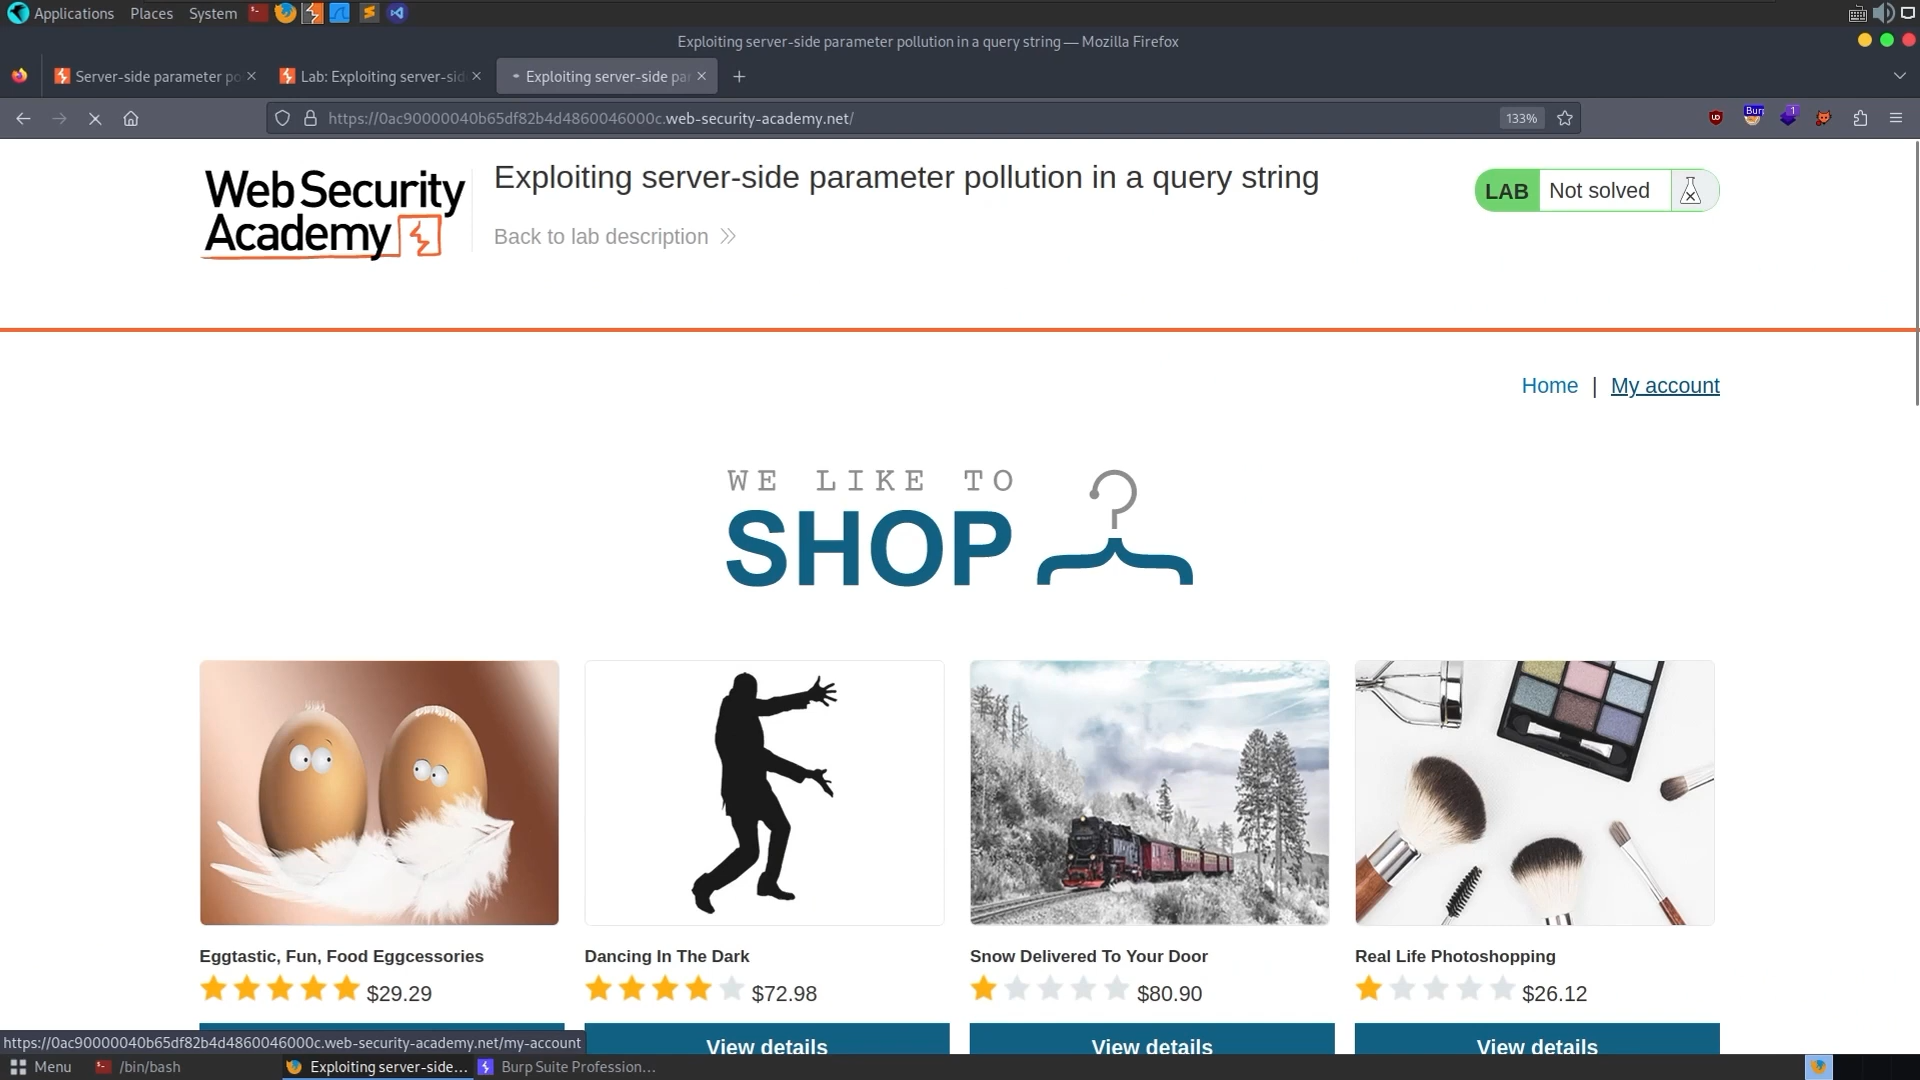 Applications Places System
Exploiting server-side parameter pollution in a query string — Mozilla Firefox
Server-side parameter po
Lab: Exploiting server-sid
Exploiting server-side par
https://0ac90000040b65df82b4d4860046000c.web-security-academy.net/
133%
Burp
1
Web Security
Academy
Exploiting server-side parameter pollution in a query string
Back to lab description
LAB Not solved
Home | My account
WE LIKE TO
SHOP
Eggtastic, Fun, Food Eggcessories
$29.29
Dancing In The Dark
$72.98
View details
Snow Delivered To Your Door
$80.90
View details
Real Life Photoshopping
$26.12
View details
https://0ac90000040b65df82b4d4860046000c.web-security-academy.net/my-account
Menu /bin/bash Exploiting server-side... Burp Suite Profession...